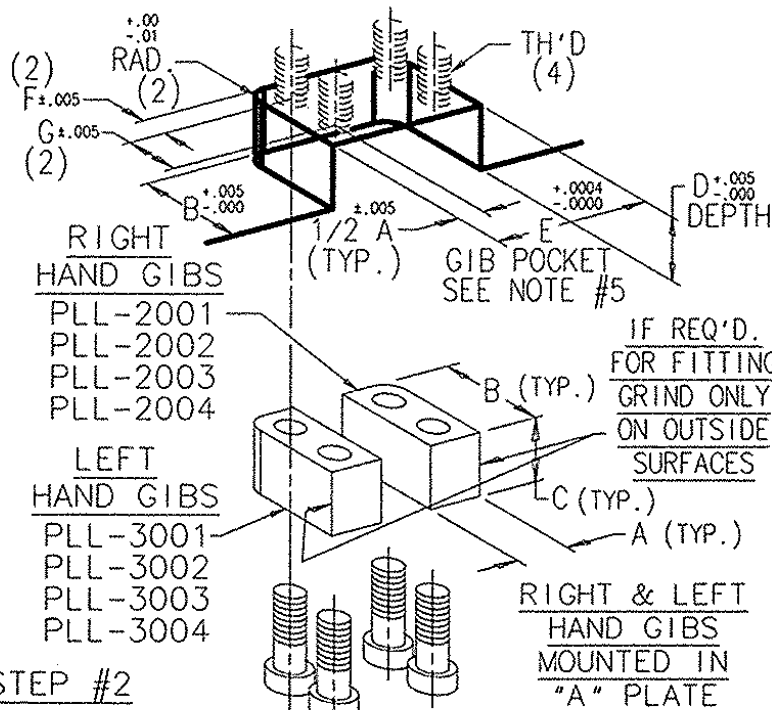 +.00
-.01
RAD.
(2)
TH'D
(4)
(2)
F±.005
G±.005
(2)
B+.005
-.000
±.005
1/2 A
(TYP.)
+.0004
-.0000
E
D+.005
-.000
DEPTH
GIB POCKET
SEE NOTE #5
RIGHT
HAND GIBS
PLL-2001
PLL-2002
PLL-2003
PLL-2004
LEFT
HAND GIBS
PLL-3001
PLL-3002
PLL-3003
PLL-3004
B (TYP.)
IF REQ'D.
FOR FITTING
GRIND ONLY
ON OUTSIDE
SURFACES
C (TYP.)
A (TYP.)
RIGHT & LEFT
HAND GIBS
MOUNTED IN
"A" PLATE
STEP #2